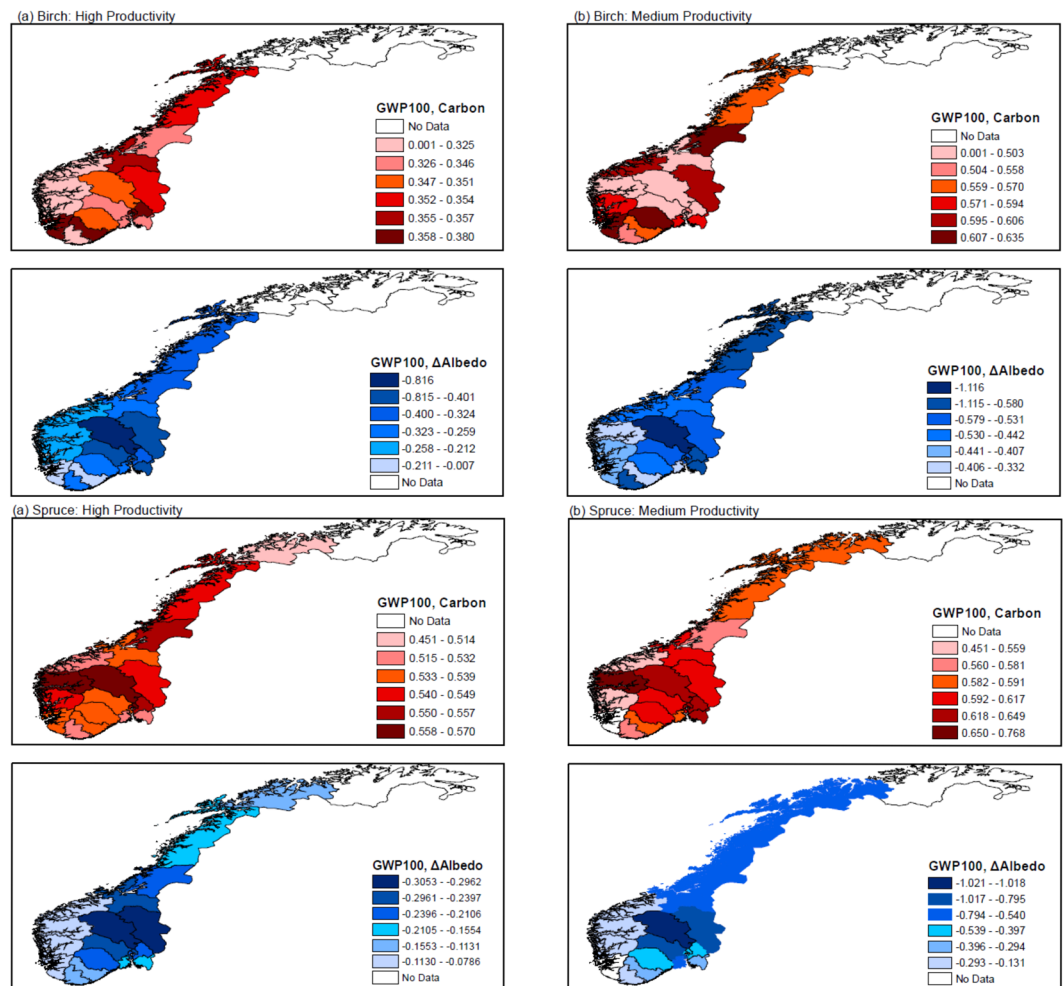 (a) Birch: High Productivity
GWP100, Carbon
No Data
0.001 - 0.325
0.326 - 0.346
0.347 - 0.351
0.352 - 0.354
0.355 - 0.357
0.358 - 0.380
(b) Birch: Medium Productivity
GWP100, Carbon
No Data
0.001 - 0.503
0.504 - 0.558
0.559 - 0.570
0.571 - 0.594
0.595 - 0.606
0.607 - 0.635
GWP100, ΔAlbedo
-0.816
-0.815 - -0.401
-0.400 - -0.324
-0.323 - -0.259
-0.258 - -0.212
-0.211 - -0.007
No Data
GWP100, ΔAlbedo
-1.116
-1.115 - -0.580
-0.579 - -0.531
-0.530 - -0.442
-0.441 - -0.407
-0.406 - -0.332
No Data
(a) Spruce: High Productivity
GWP100, Carbon
No Data
0.451 - 0.514
0.515 - 0.532
0.533 - 0.539
0.540 - 0.549
0.550 - 0.557
0.558 - 0.570
(b) Spruce: Medium Productivity
GWP100, Carbon
No Data
0.451 - 0.559
0.560 - 0.581
0.582 - 0.591
0.592 - 0.617
0.618 - 0.649
0.650 - 0.768
GWP100, ΔAlbedo
-0.3053 - -0.2962
-0.2961 - -0.2397
-0.2396 - -0.2106
-0.2105 - -0.1554
-0.1553 - -0.1131
-0.1130 - -0.0786
No Data
GWP100, ΔAlbedo
-1.021 - -1.018
-1.017 - -0.795
-0.794 - -0.540
-0.539 - -0.397
-0.396 - -0.294
-0.293 - -0.131
No Data